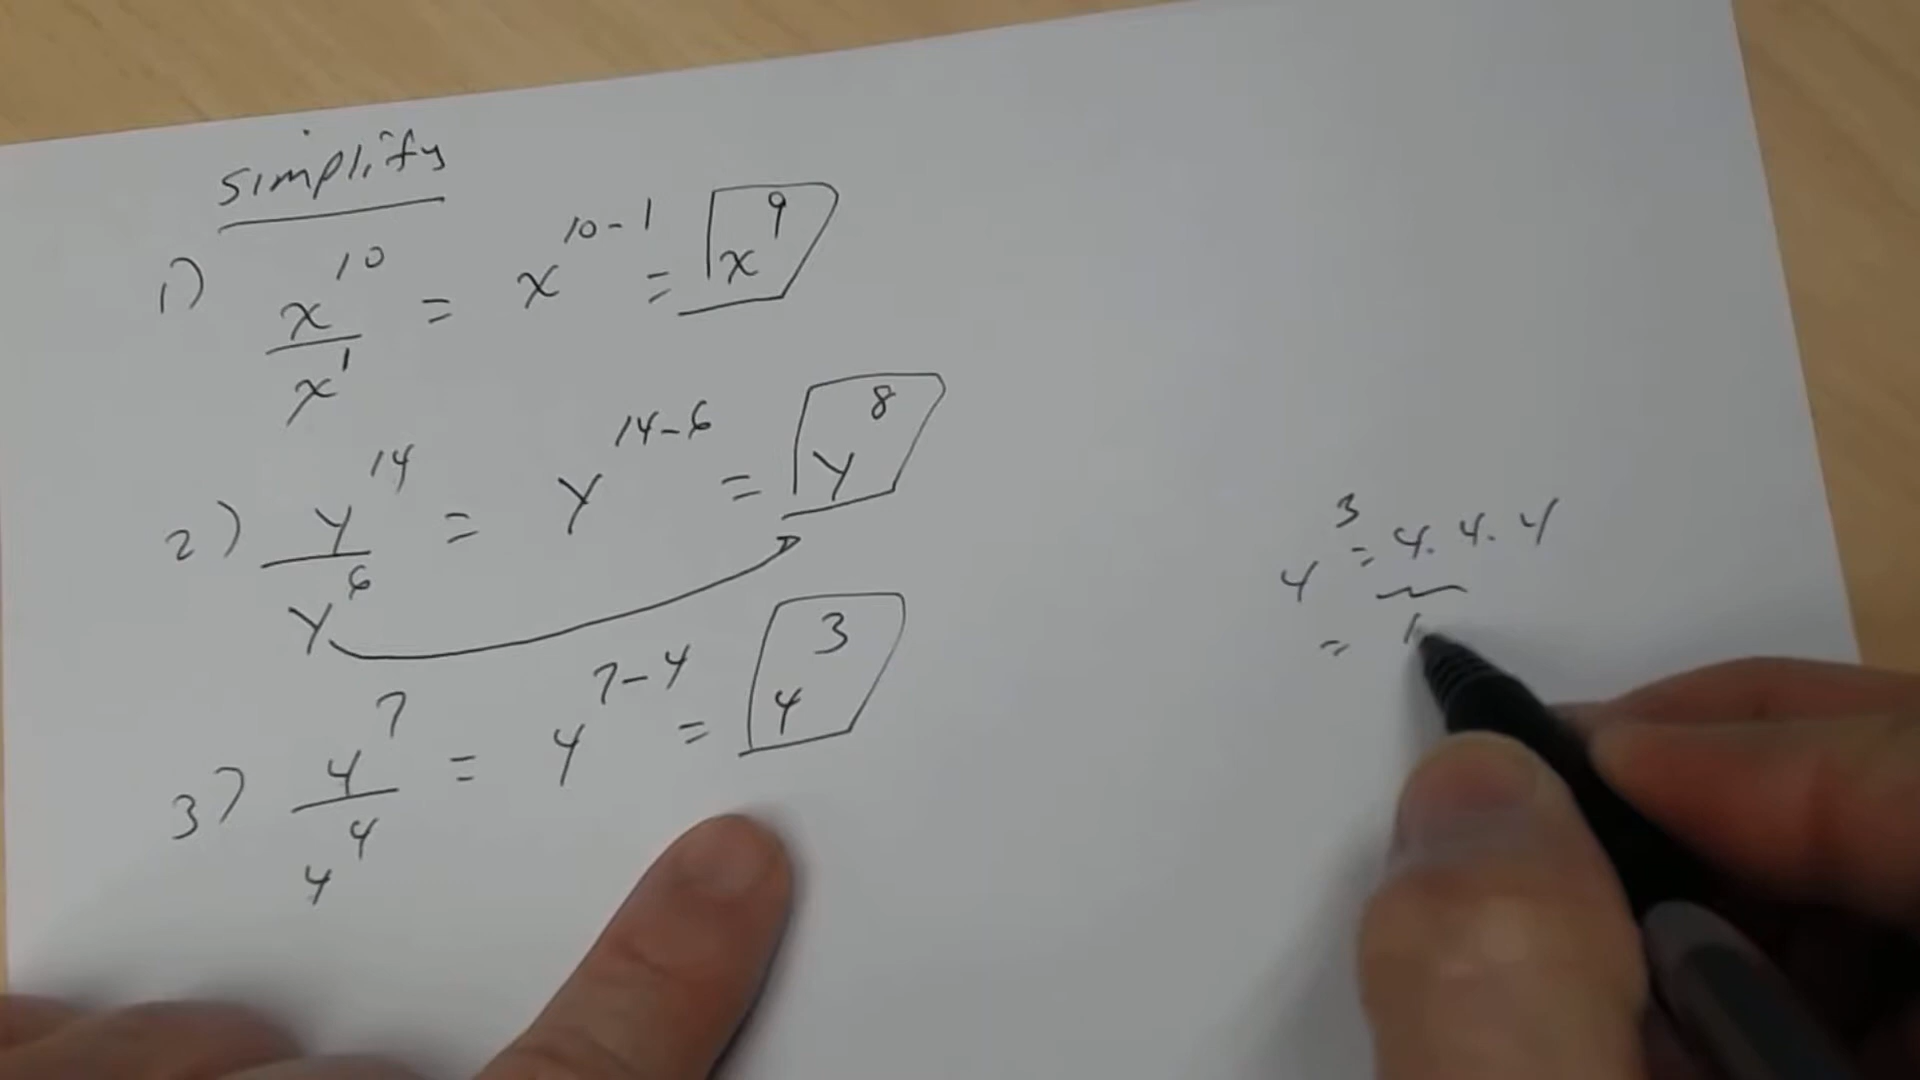 simplify
1) x^10/x^1 = x^10-1 = x^9
2) y^14/y^6 = y^14-6 = y^8
3) 4^7/4^4 = 4^7-4 = 4^3
4^3 = 4.4.4
= 1